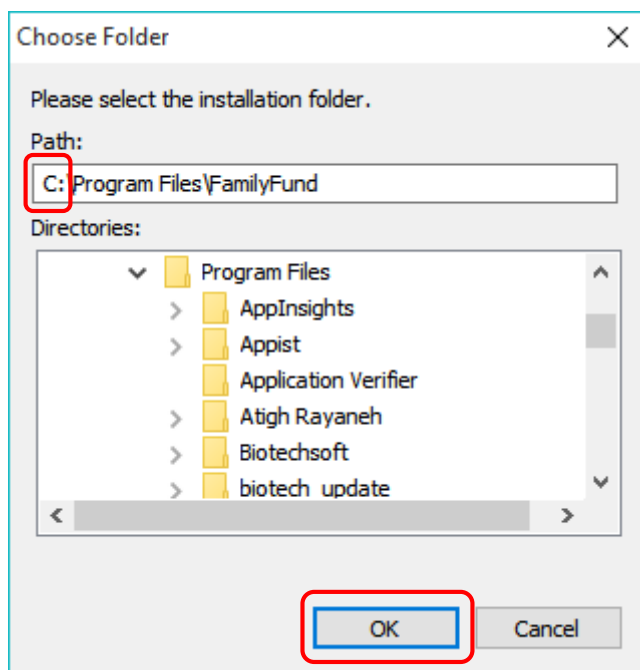 Choose Folder
Please select the installation folder.
Path:
C:\Program Files\FamilyFund
Directories:
Program Files
AppInsights
Appist
Application Verifier
Atigh Rayaneh
Biotechsoft
biotech_update
OK Cancel